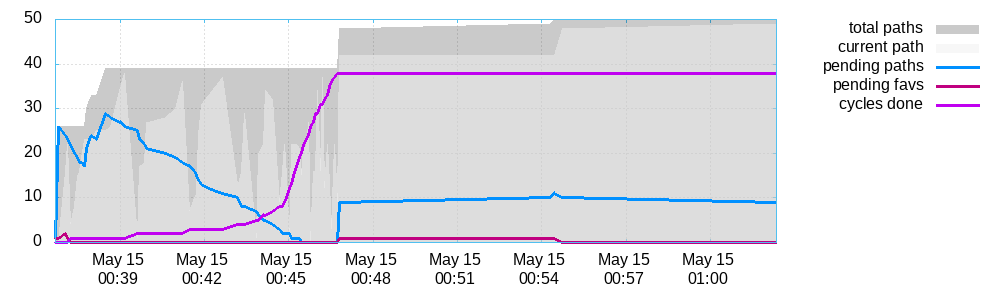 50
40
30
20
10
0
May 15 May 15 May 15 May 15 May 15 May 15 May 15 May 15
00:39 00:42 00:45 00:48 00:51 00:54 00:57 01:00
total paths
current path
pending paths
pending favs
cycles done